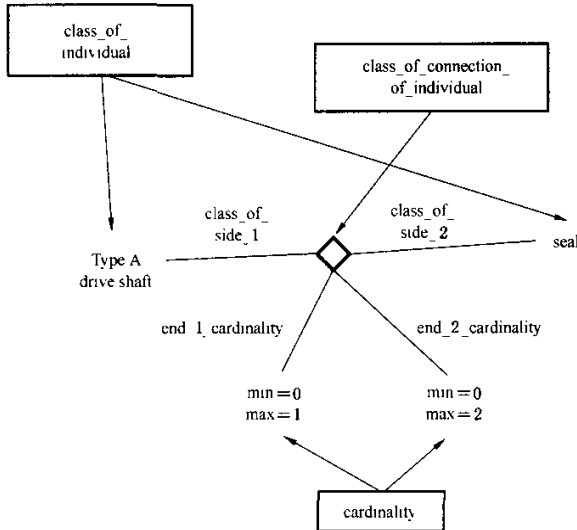 class_of_
individual
class_of_connection_
of_individual
class_of_
side_1
class_of_
side_2
Type A
drive shaft
seal
end_1_cardinality
end_2_cardinality
min=0
max=1
min=0
max=2
cardinality